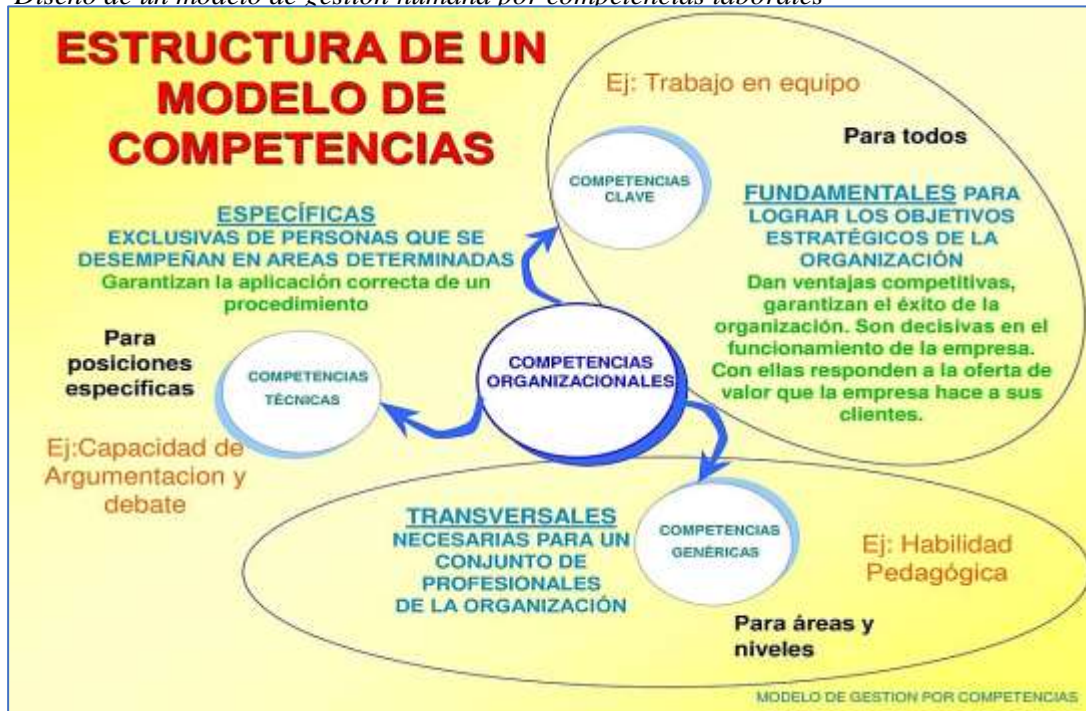 Diseño de un modelo de gestión humana por competencias laborales
ESTRUCTURA DE UN
MODELO DE
COMPETENCIAS
Ej: Trabajo en equipo
Para todos
COMPETENCIAS
CLAVE
FUNDAMENTALES PARA
LOGRAR LOS OBJETIVOS
ESTRATÉGICOS DE LA
ORGANIZACIÓN
Dan ventajas competitivas,
garantizan el éxito de la
organización. Son decisivas en el
funcionamiento de la empresa.
Con ellas responden a la oferta de
valor que la empresa hace a sus
clientes.
ESPECÍFICAS
EXCLUSIVAS DE PERSONAS QUE SE
DESEMPEÑAN EN AREAS DETERMINADAS
Garantizan la aplicación correcta de un
procedimiento
Para
posiciones
especificas
COMPETENCIAS
TÉCNICAS
COMPETENCIAS
ORGANIZACIONALES
Ej:Capacidad de
Argumentacion y
debate
TRANSVERSALES
NECESARIAS PARA UN
CONJUNTO DE
PROFESIONALES
DE LA ORGANIZACIÓN
COMPETENCIAS
GENÉRICAS
Ej: Habilidad
Pedagógica
Para áreas y
niveles
MODELO DE GESTION POR COMPETENCIAS